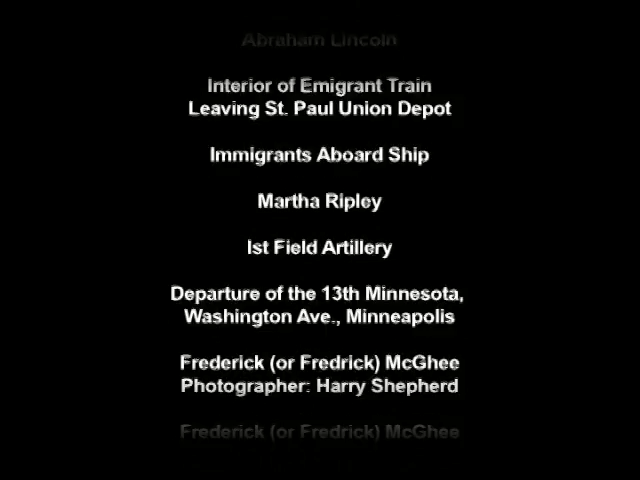 Abraham Lincoln
Interior of Emigrant Train
Leaving St. Paul Union Depot
Immigrants Aboard Ship
Martha Ripley
Ist Field Artillery
Departure of the 13th Minnesota,
Washington Ave., Minneapolis
Frederick (or Fredrick) McGhee
Photographer: Harry Shepherd
Frederick (or Fredrick) McGhee